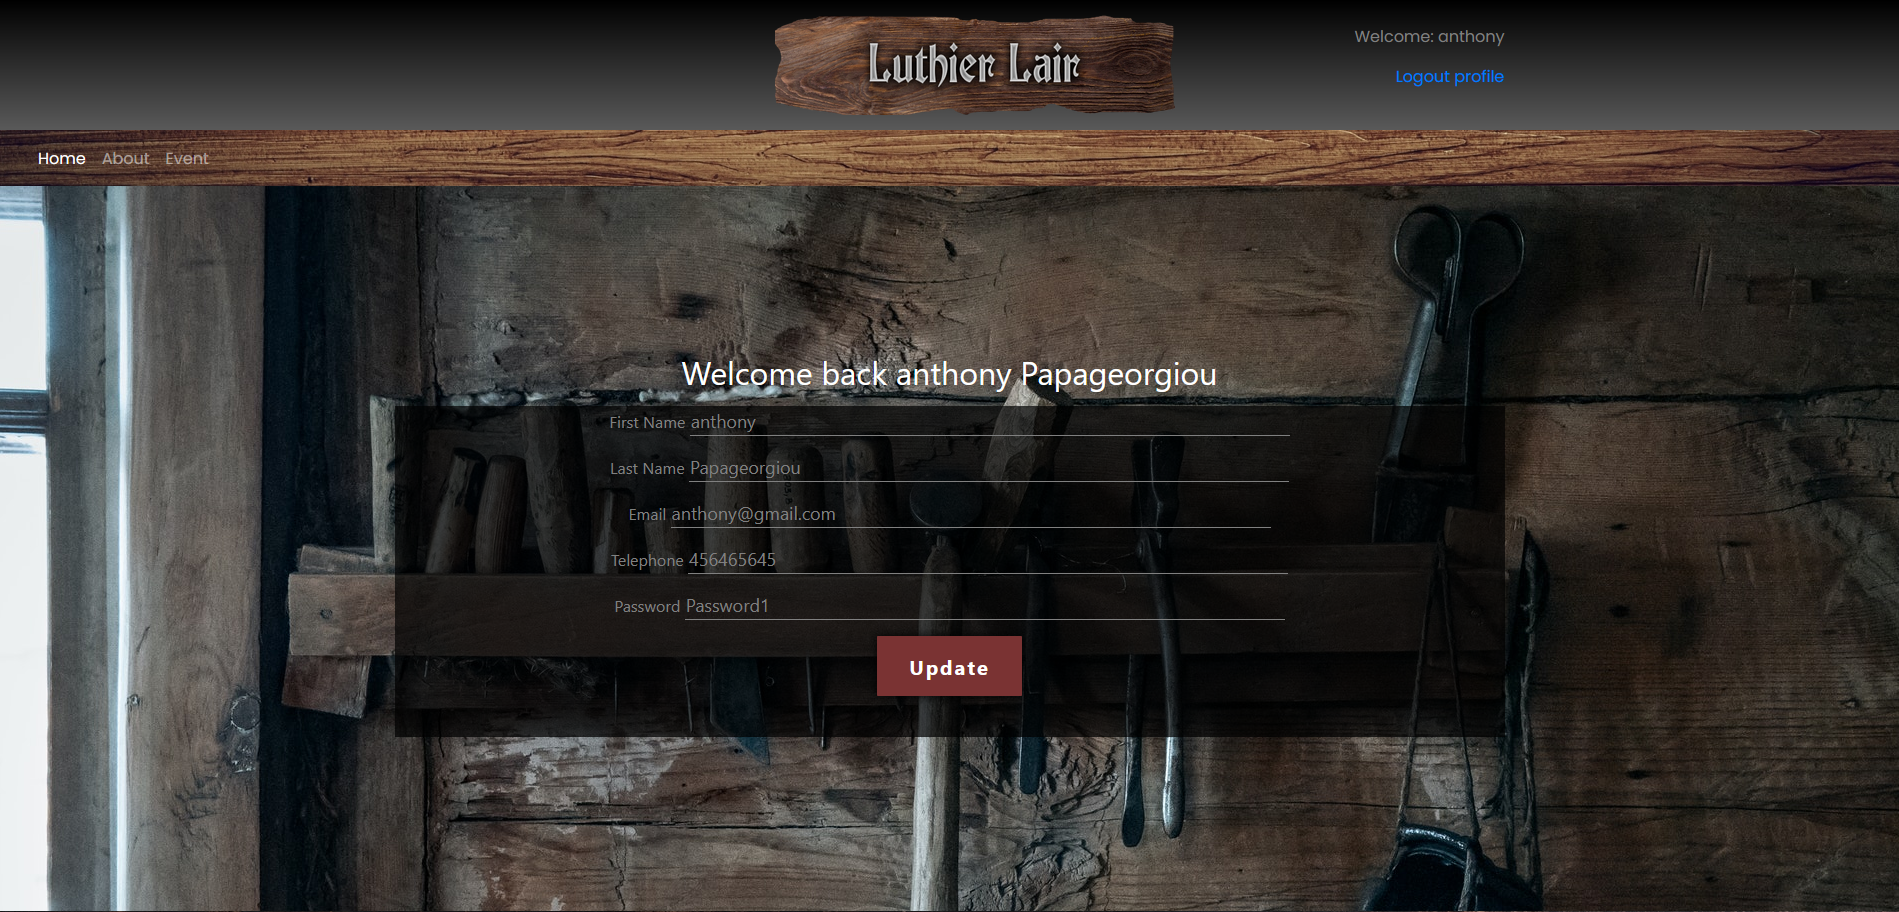 Luthier Lair
Welcome: anthony
Logout profile
Home About Event
Welcome back anthony Papageorgiou
First Name anthony
Last Name Papageorgiou
Email anthony@gmail.com
Telephone 456465645
Password Password1
Update